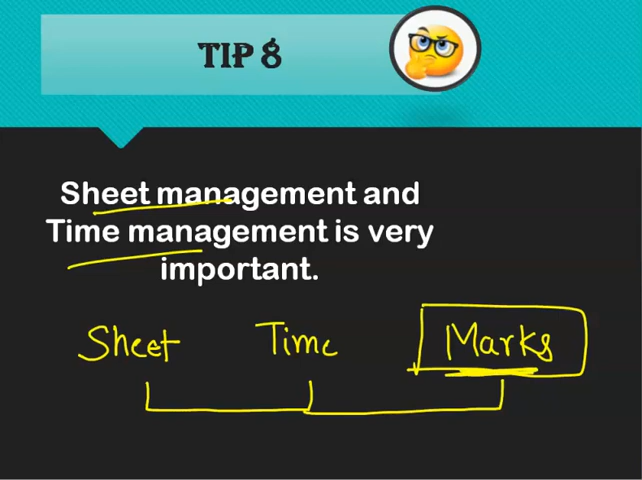 TIP 8
Sheet management and
Time management is very
important.
Sheet Time Marks